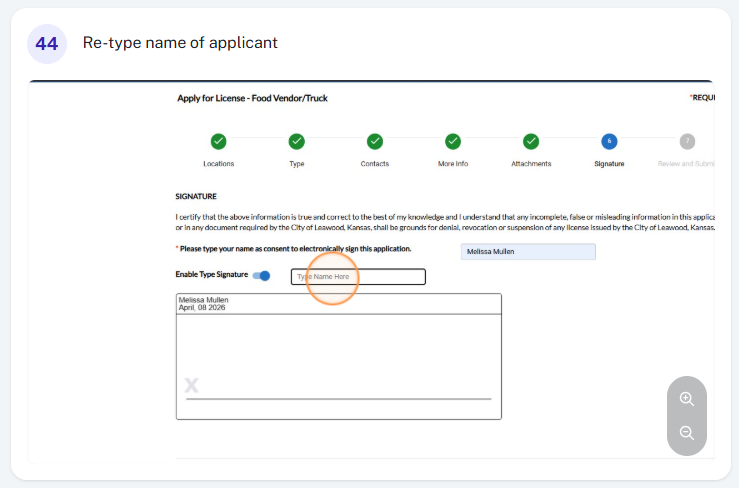 44 Re-type name of applicant
Apply for License - Food Vendor/Truck *REQUI
6 7
Locations Type Contacts More Info Attachments Signature Review and Submi
SIGNATURE
I certify that the above information is true and correct to the best of my knowledge and I understand that any incomplete, false or misleading information in this applica
or in any document required by the City of Leawood, Kansas, shall be grounds for denial, revocation or suspension of any license issued by the City of Leawood, Kansas.
* Please type your name as consent to electronically sign this application. Melissa Mullen
Enable Type Signature Type Name Here
Melissa Mullen
April, 08 2026
X